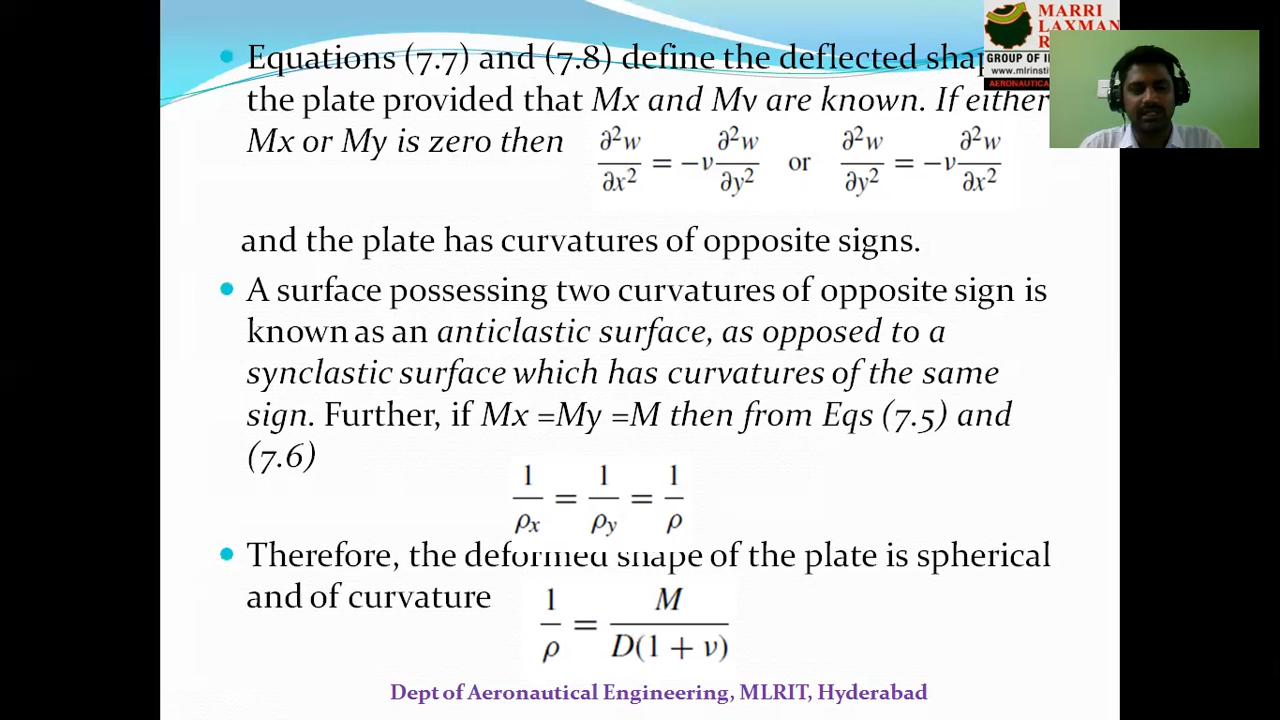 MARRI
LAXMAN
R
GROUP OF I
www.mlrinsti
AERONAUTICA
• Equations (7.7) and (7.8) define the deflected shap
the plate provided that Mx and Mv are known. If either
Mx or My is zero then ∂²w/∂x² = −ν ∂²w/∂y² or ∂²w/∂y² = −ν ∂²w/∂x²
and the plate has curvatures of opposite signs.
• A surface possessing two curvatures of opposite sign is
known as an anticlastic surface, as opposed to a
synclastic surface which has curvatures of the same
sign. Further, if Mx =My =M then from Eqs (7.5) and
(7.6)
1/ρx = 1/ρy = 1/ρ
• Therefore, the deformed shape of the plate is spherical
and of curvature 1/ρ = M/D(1 + ν)
Dept of Aeronautical Engineering, MLRIT, Hyderabad